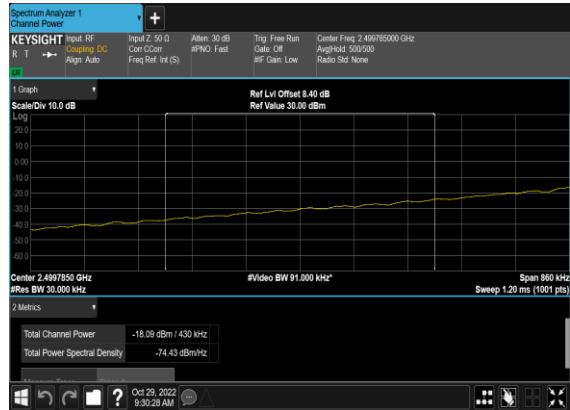 Spectrum Analyzer 1
Channel Power
+
KEYSIGHT Input: RF Input Z: 50 Ω Atten: 30 dB Trig: Free Run Center Freq: 2.499785000 GHz
R T Coupling: DC Corr CCorr #PNO: Fast Gate: Off Avg|Hold: 500/500
Align: Auto Freq Ref: Int (S) #IF Gain: Low Radio Std: None
1 Graph
Ref Lvl Offset 8.40 dB
Scale/Div 10.0 dB Ref Value 30.00 dBm
Log
20.0
10.0
0.00
-10.0
-20.0
-30.0
-40.0
-50.0
-60.0
Center 2.4997850 GHz #Video BW 91.000 kHz* Span 860 kHz
#Res BW 30.000 kHz Sweep 1.20 ms (1001 pts)
2 Metrics
Total Channel Power -18.09 dBm / 430 kHz
Total Power Spectral Density -74.43 dBm/Hz
? Oct 29, 2022
9:30:28 AM